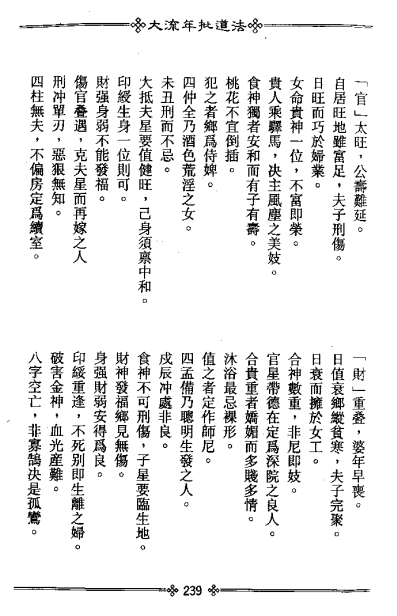 大流年批道法
「官」太旺，公壽難延。
「財」重叠，婆年早喪。
自居旺地雖富足，夫子刑傷。
日值衰鄉縱貧寒，夫子完聚。
日旺而巧於婦業。
日衰而擁於女工。
女命貴神一位，不富即榮。
合神數重，非尼即妓。
貴人乘驛馬，決主風塵之美妓。
官星帶德在定爲深院之良人。
食神獨者安和而有子有壽。
合貴重者嬌媚而多賤多情。
桃花不宜倒插。
沐浴最忌裸形。
犯之者鄉爲侍婢。
值之者定作師尼。
四仲全乃酒色荒淫之女。
四孟備乃聰明生發之人。
未丑刑而不忌。
戍辰冲處非良。
大抵夫星要值健旺，己身須禀中和。
食神不可刑傷，子星要臨生地。
印綬生身一位則可。
財神發福鄉見無傷。
財強身弱不能發福。
身強財弱安得爲良。
傷官叠遇，克夫星而再嫁之人
印綬重逢，不死別即生離之婦。
刑冲單刃，惡狠無知。
破害金神，血光產難。
四柱無夫，不偏房定爲續室。
八字空亡，非寡鵠決是孤鸞。
239